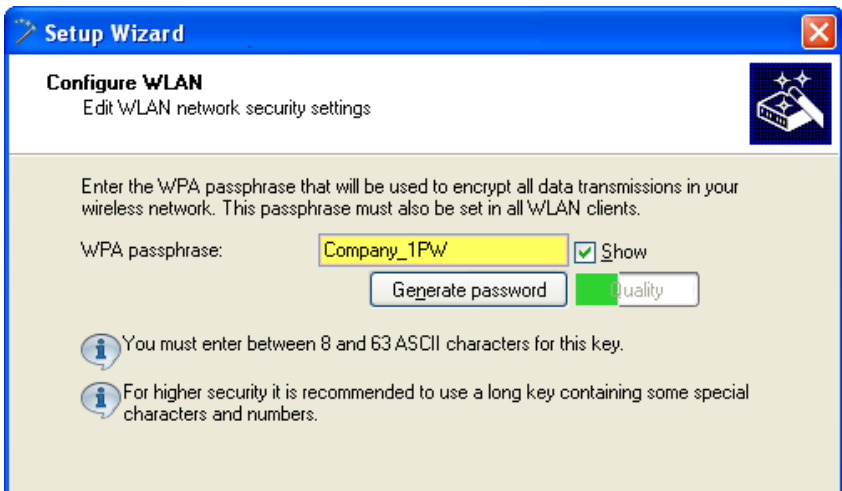 Setup Wizard
Configure WLAN
Edit WLAN network security settings
Enter the WPA passphrase that will be used to encrypt all data transmissions in your
wireless network. This passphrase must also be set in all WLAN clients.
WPA passphrase: Company_1PW Show
Generate password Quality
You must enter between 8 and 63 ASCII characters for this key.
For higher security it is recommended to use a long key containing some special
characters and numbers.